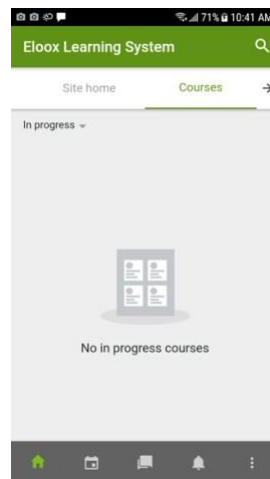 71% 10:41 AM
Eloox Learning System
Site home Courses
In progress
No in progress courses